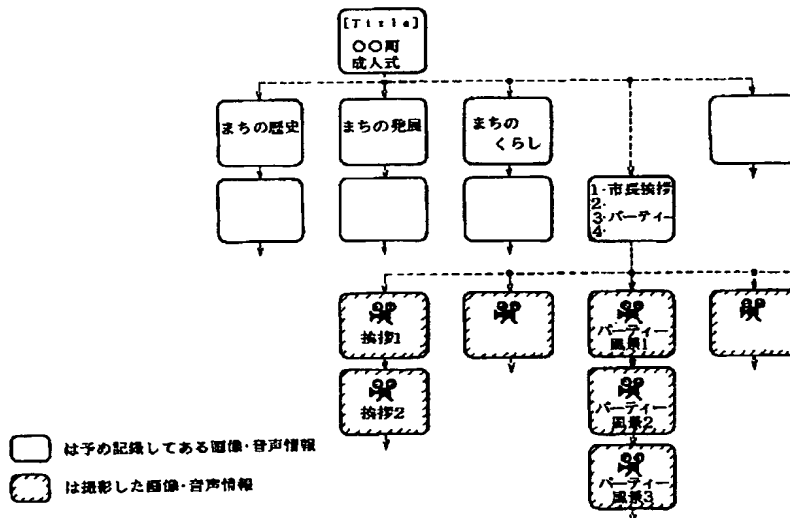 [Title]
〇〇町
成人式
まちの歴史
まちの発展
まちの
くらし
1・市長挨拶
2・
3・パーティー
4・
挨拶1
パーティー
風景1
挨拶2
パーティー
風景2
パーティー
風景3
は予め記録してある画像・音声情報
は撮影した画像・音声情報